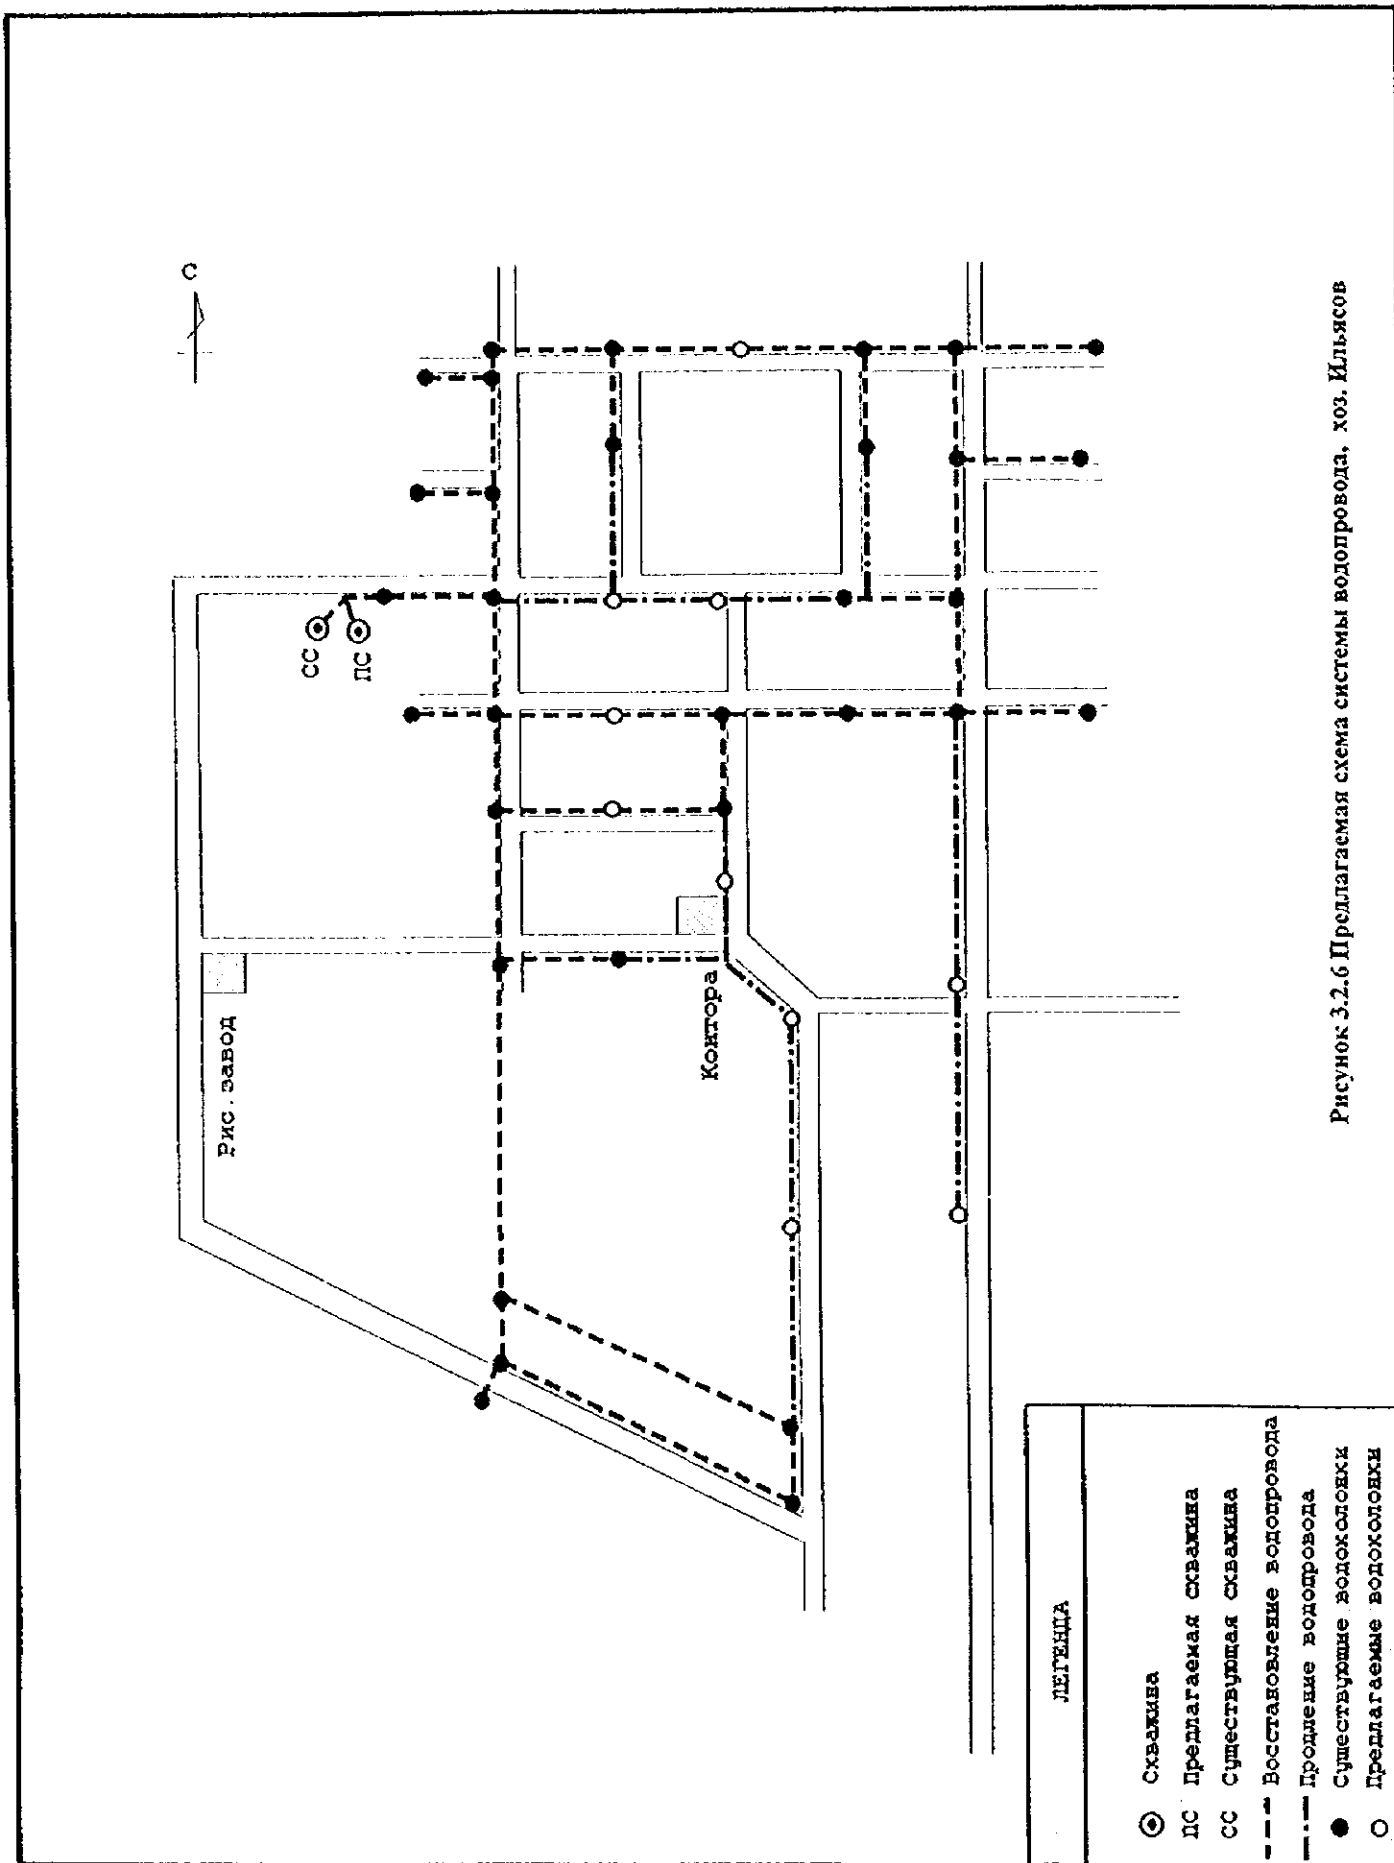 С
СС
ПС
Рис. завод
Контора
ЛЕГЕНДА
Скважина
ПС Предлагаемая скважина
СС Существующая скважина
Восстановление водопровода
Продление водопровода
Существующие водоколонки
Предлагаемые водоколонки
Рисунок 3.2.6 Предлагаемая схема системы водопровода, хоз. Ильясов